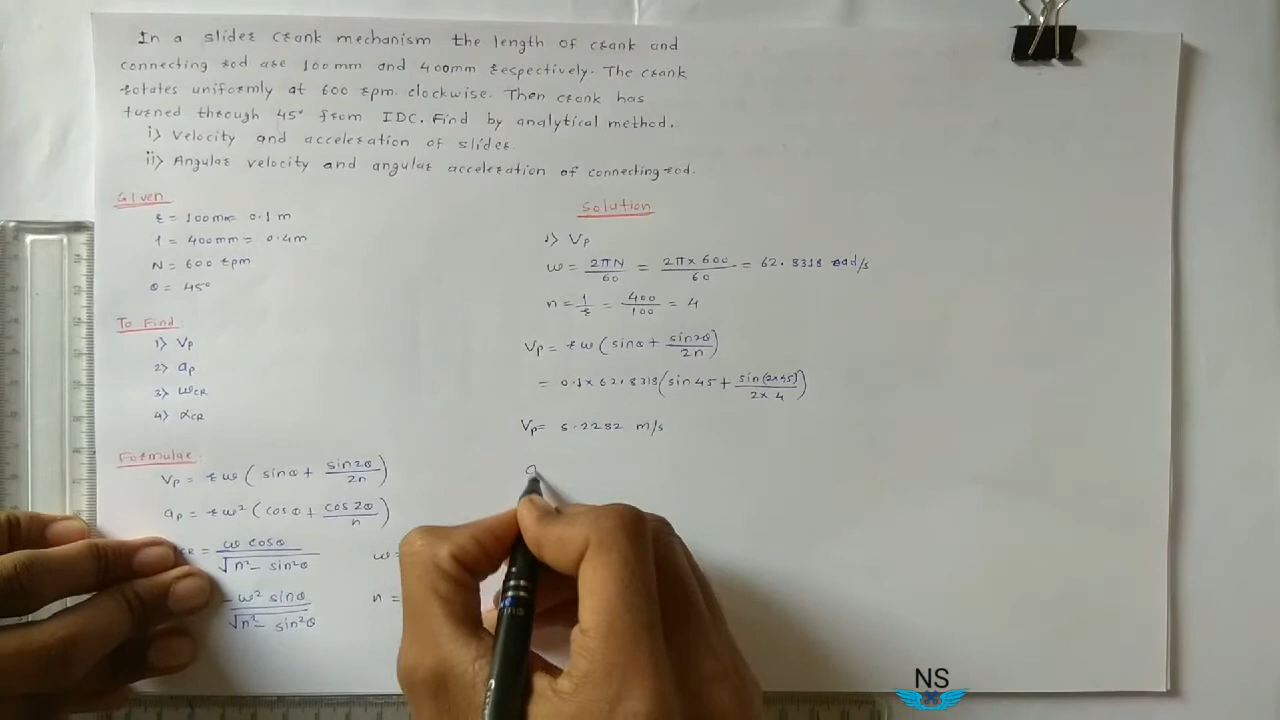 In a slider crank mechanism the length of crank and
connecting rod are 100mm and 400mm respectively. The crank
rotates uniformly at 600 rpm clockwise. Then crank has
turned through 45° from IDC. Find by analytical method.
i) Velocity and acceleration of slider.
ii) Angular velocity and angular acceleration of connecting rod.
Given
r = 100mm = 0.1 m
l = 400mm = 0.4m
N = 600 rpm
θ = 45°
To Find:
1) Vp
2) ap
3) ωCR
4) αCR
Formulae:
Vp = rω ( sinθ + sin2θ/2n )
ap = rω² ( cosθ + cos 2θ/n )
CR = ω cosθ/√n² - sin²θ
ω =
-ω² sinθ/√n² - sin²θ
n =
Solution
1) Vp
ω = 2πN/60 = 2π x 600/60 = 62.8318 rad/s
n = l/r = 400/100 = 4
Vp = rω ( sinθ + sin2θ/2n )
= 0.1 x 62.8318 ( sin 45 + sin(2x45)/2x 4 )
Vp = 5.2282 m/s
a
NS